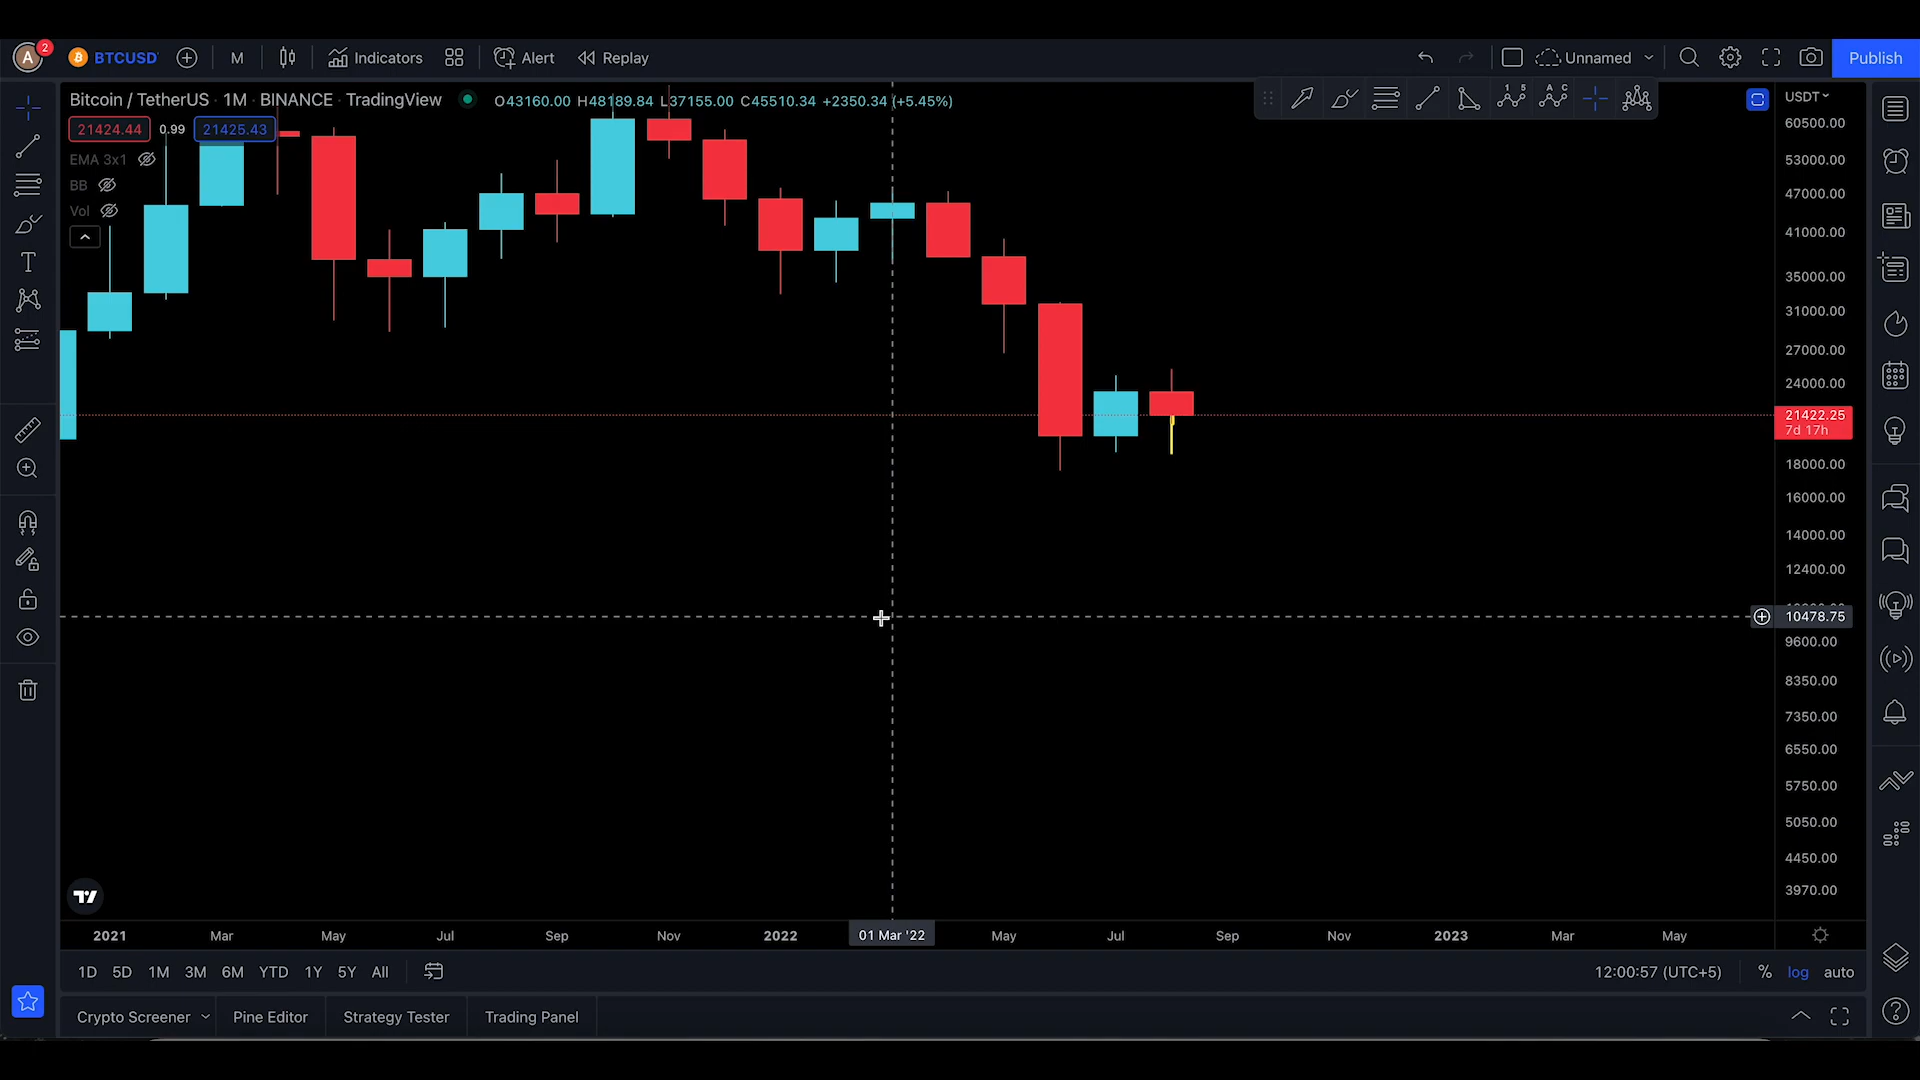 A 2 BTCUSD M Indicators Alert Replay Unnamed Publish
Bitcoin / TetherUS · 1M · BINANCE · TradingView O43160.00 H48189.84 L37155.00 C45510.34 +2350.34 (+5.45%)
21424.44 0.99 21425.43
EMA 3x1
BB
Vol
USDT
60500.00
53000.00
47000.00
41000.00
35000.00
31000.00
27000.00
24000.00
21422.25
7d 17h
18000.00
16000.00
14000.00
12400.00
10478.75
9600.00
8350.00
7350.00
6550.00
5750.00
5050.00
4450.00
3970.00
2021 Mar May Jul Sep Nov 2022 01 Mar '22 May Jul Sep Nov 2023 Mar May
1D 5D 1M 3M 6M YTD 1Y 5Y All 12:00:57 (UTC+5) % log auto
Crypto Screener Pine Editor Strategy Tester Trading Panel